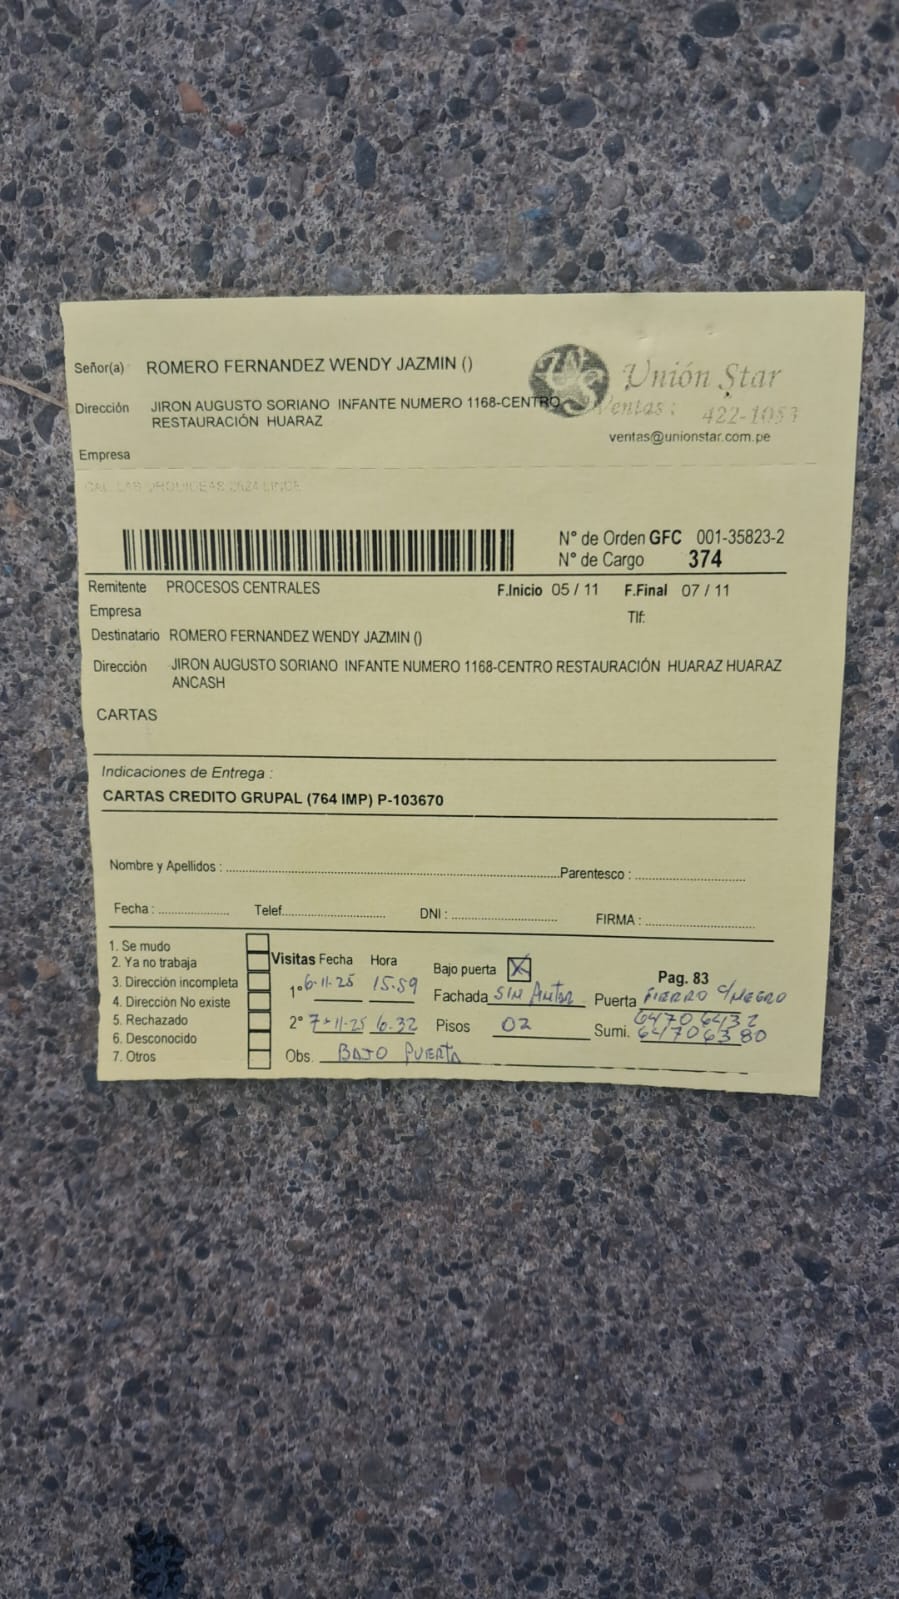 Señor(a) ROMERO FERNANDEZ WENDY JAZMIN ()
Unión Star
Ventas: 422-1053
ventas@unionstar.com.pe
Dirección JIRON AUGUSTO SORIANO INFANTE NUMERO 1168-CENTRO
RESTAURACIÓN HUARAZ
Empresa
N° de Orden GFC 001-35823-2
N° de Cargo 374
Remitente PROCESOS CENTRALES F.Inicio 05 / 11 F.Final 07 / 11
Empresa Tlf:
Destinatario ROMERO FERNANDEZ WENDY JAZMIN ()
Dirección JIRON AUGUSTO SORIANO INFANTE NUMERO 1168-CENTRO RESTAURACIÓN HUARAZ HUARAZ
ANCASH
CARTAS
Indicaciones de Entrega :
CARTAS CREDITO GRUPAL (764 IMP) P-103670
Nombre y Apellidos : Parentesco :
Fecha : Telef. DNI : FIRMA :
1. Se mudo
2. Ya no trabaja
3. Dirección incompleta
4. Dirección No existe
5. Rechazado
6. Desconocido
7. Otros
Visitas Fecha Hora
1° 6-11-25 15.59
2° 7-11-25 6.32
Obs. BAJO PUERTA
Bajo puerta X
Fachada SIN
Pisos 02
Pag. 83
Puerta FIERRO C/NEGRO
64706432
Sumi. 64706380